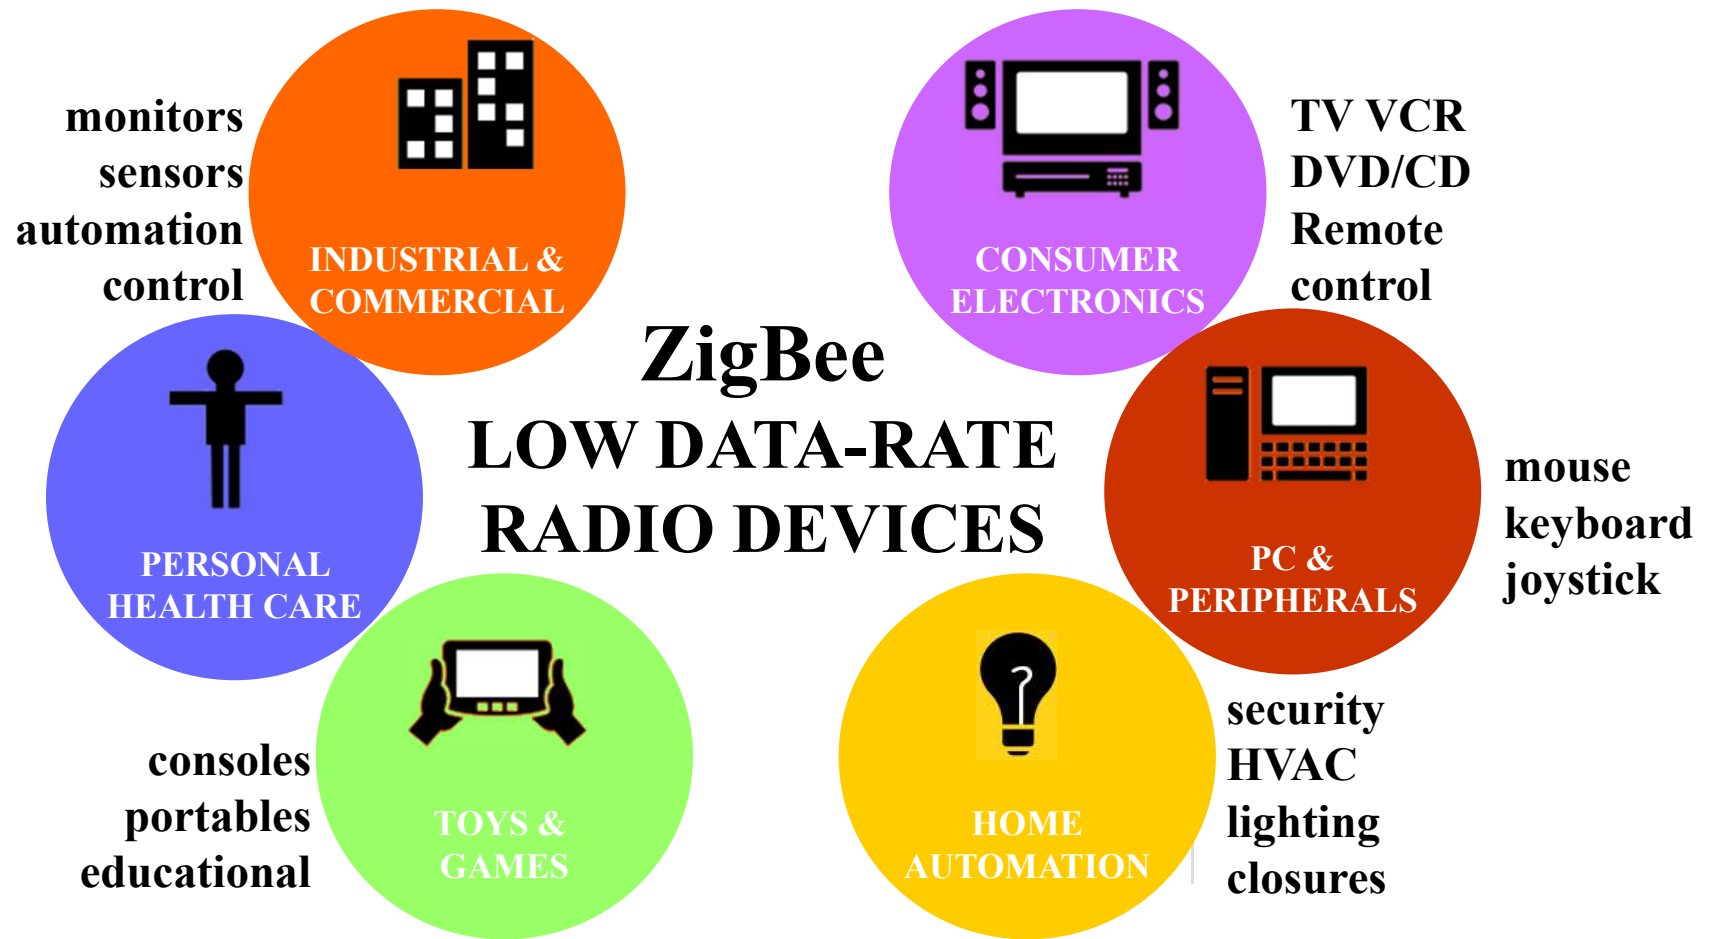 monitors
sensors
automation
control
INDUSTRIAL &
COMMERCIAL
CONSUMER
ELECTRONICS
TV VCR
DVD/CD
Remote
control
ZigBee
LOW DATA-RATE
RADIO DEVICES
PERSONAL
HEALTH CARE
PC &
PERIPHERALS
mouse
keyboard
joystick
consoles
portables
educational
TOYS &
GAMES
?
HOME
AUTOMATION
security
HVAC
lighting
closures